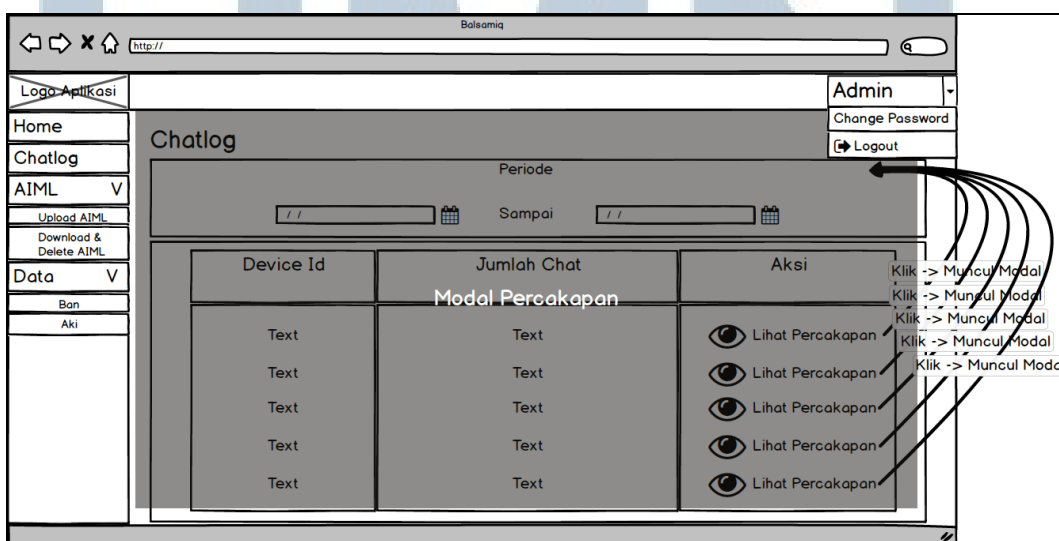 Balsamiq
http://
Logo Aplikasi
Admin
Change Password
Logout
Home
Chatlog
AIML V
Upload AIML
Download &
Delete AIML
Data V
Ban
Aki
Chatlog
Periode
/ / Sampai / /
Device Id Jumlah Chat Aksi
Modal Percakapan
Text Text Lihat Percakapan
Text Text Lihat Percakapan
Text Text Lihat Percakapan
Text Text Lihat Percakapan
Text Text Lihat Percakapan
Klik -> Muncul Modal
Klik -> Muncul Modal
Klik -> Muncul Modal
Klik -> Muncul Modal
Klik -> Muncul Moda